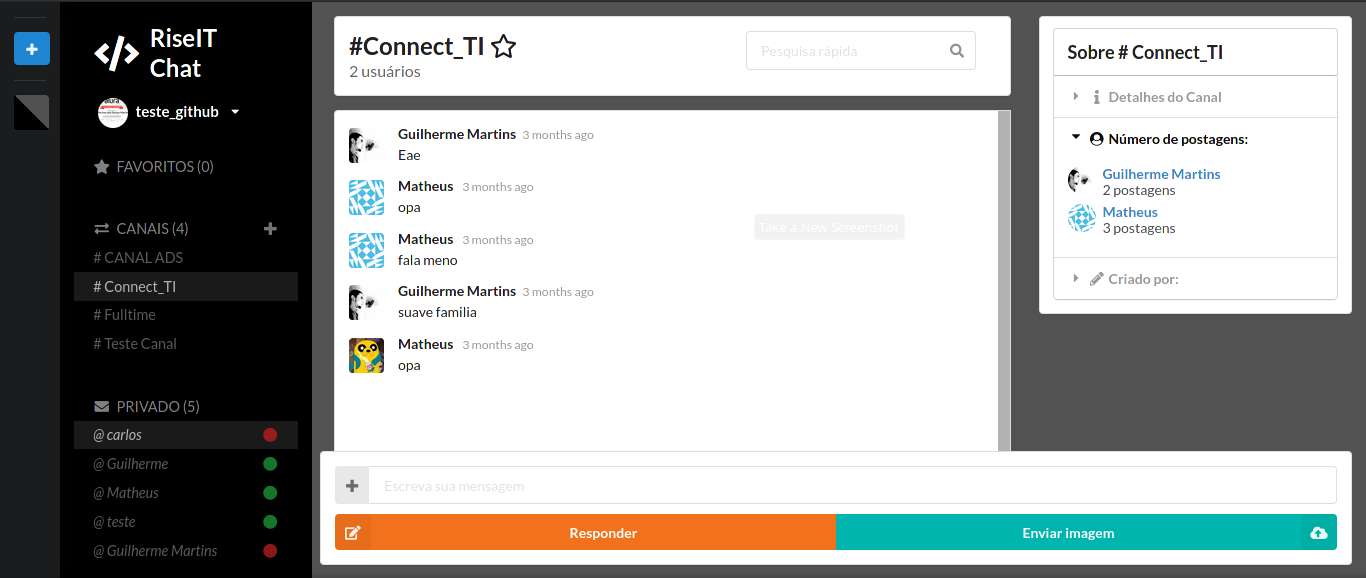 RiseIT
Chat
teste_github
FAVORITOS (0)
CANAIS (4)
# CANAL ADS
# Connect_TI
# Fulltime
# Teste Canal
PRIVADO (5)
@ carlos
@ Guilherme
@ Matheus
@ teste
@ Guilherme Martins
#Connect_TI
2 usuários
Pesquisa rápida
Guilherme Martins 3 months ago
Eae
Matheus 3 months ago
opa
Matheus 3 months ago
fala meno
Guilherme Martins 3 months ago
suave familia
Matheus 3 months ago
opa
Take a New Screenshot
Escreva sua mensagem
Responder
Enviar imagem
Sobre # Connect_TI
Detalhes do Canal
Número de postagens:
Guilherme Martins
2 postagens
Matheus
3 postagens
Criado por: